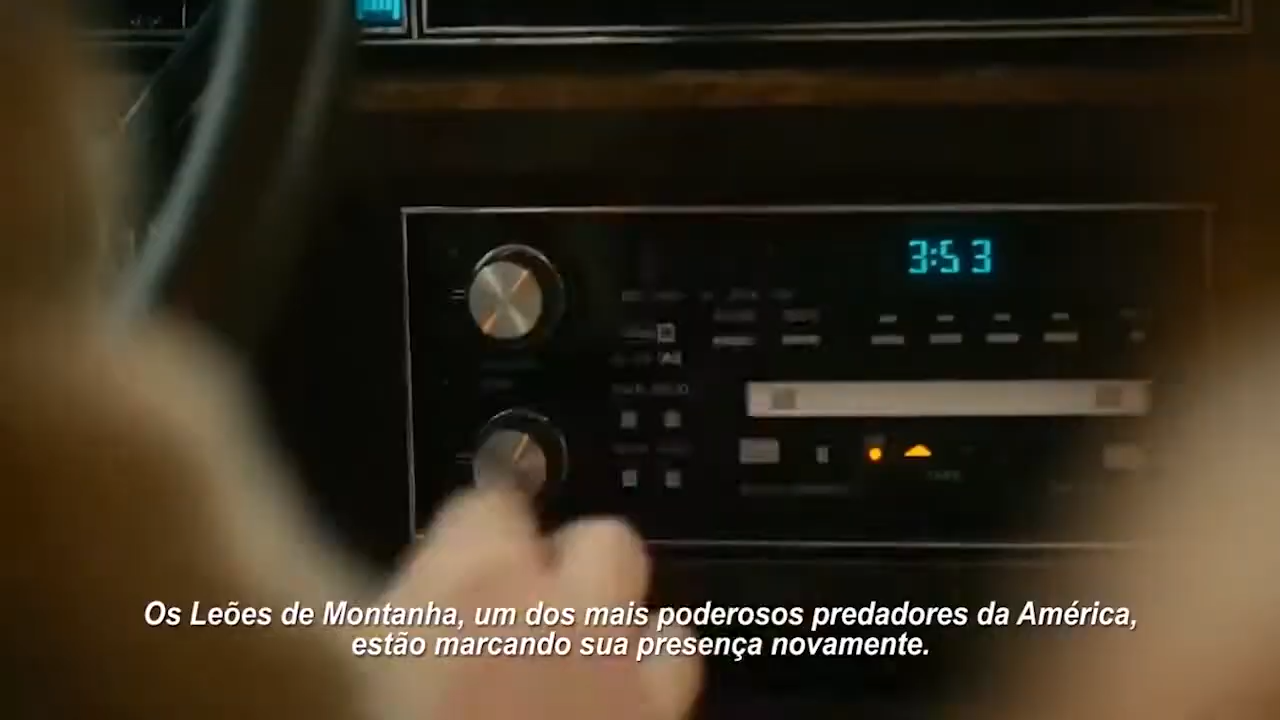 3:53
Os Leões de Montanha, um dos mais poderosos predadores da América,
estão marcando sua presença novamente.